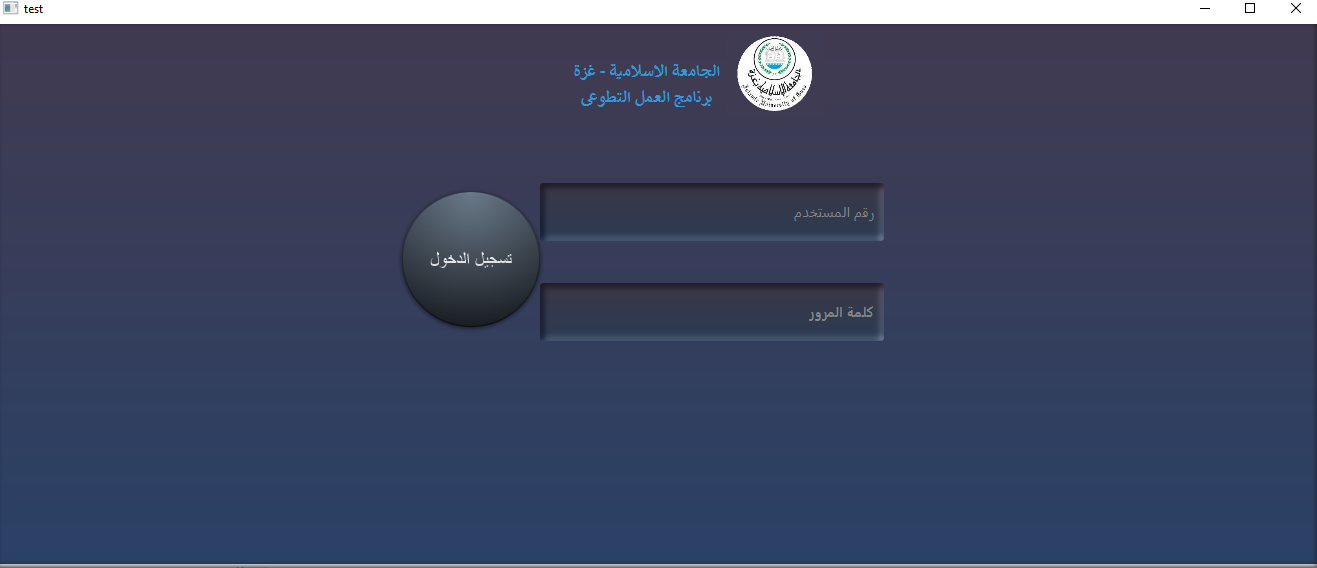 test
الجامعة الاسلامية - غزة
برنامج العمل التطوعى
رقم المستخدم
تسجيل الدخول
كلمة المرور